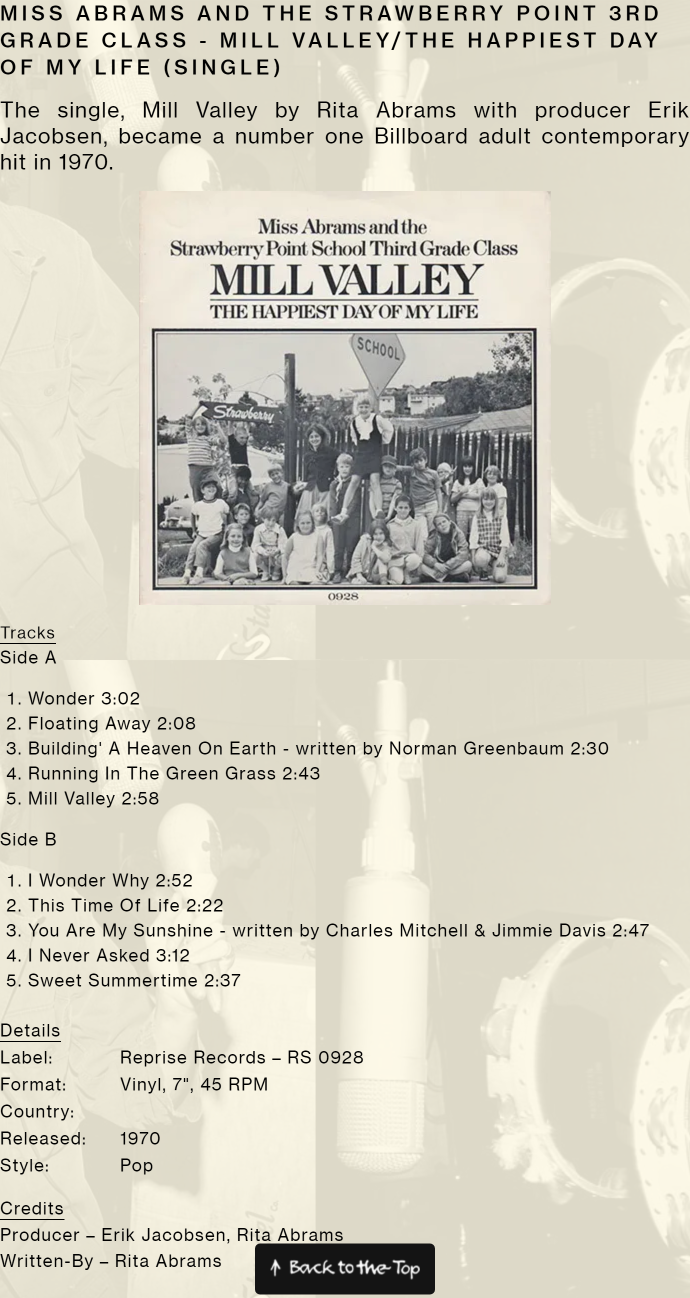 MISS ABRAMS AND THE STRAWBERRY POINT 3RD
GRADE CLASS - MILL VALLEY/THE HAPPIEST DAY
OF MY LIFE (SINGLE)
The single, Mill Valley by Rita Abrams with producer Erik
Jacobsen, became a number one Billboard adult contemporary
hit in 1970.
Miss Abrams and the
Strawberry Point School Third Grade Class
MILL VALLEY
THE HAPPIEST DAY OF MY LIFE
SCHOOL
Strawberry
0928
Tracks
Side A
1. Wonder 3:02
2. Floating Away 2:08
3. Building' A Heaven On Earth - written by Norman Greenbaum 2:30
4. Running In The Green Grass 2:43
5. Mill Valley 2:58
Side B
1. I Wonder Why 2:52
2. This Time Of Life 2:22
3. You Are My Sunshine - written by Charles Mitchell & Jimmie Davis 2:47
4. I Never Asked 3:12
5. Sweet Summertime 2:37
Details
Label: Reprise Records – RS 0928
Format: Vinyl, 7", 45 RPM
Country:
Released: 1970
Style: Pop
Credits
Producer – Erik Jacobsen, Rita Abrams
Written-By – Rita Abrams
↑ Back to the Top